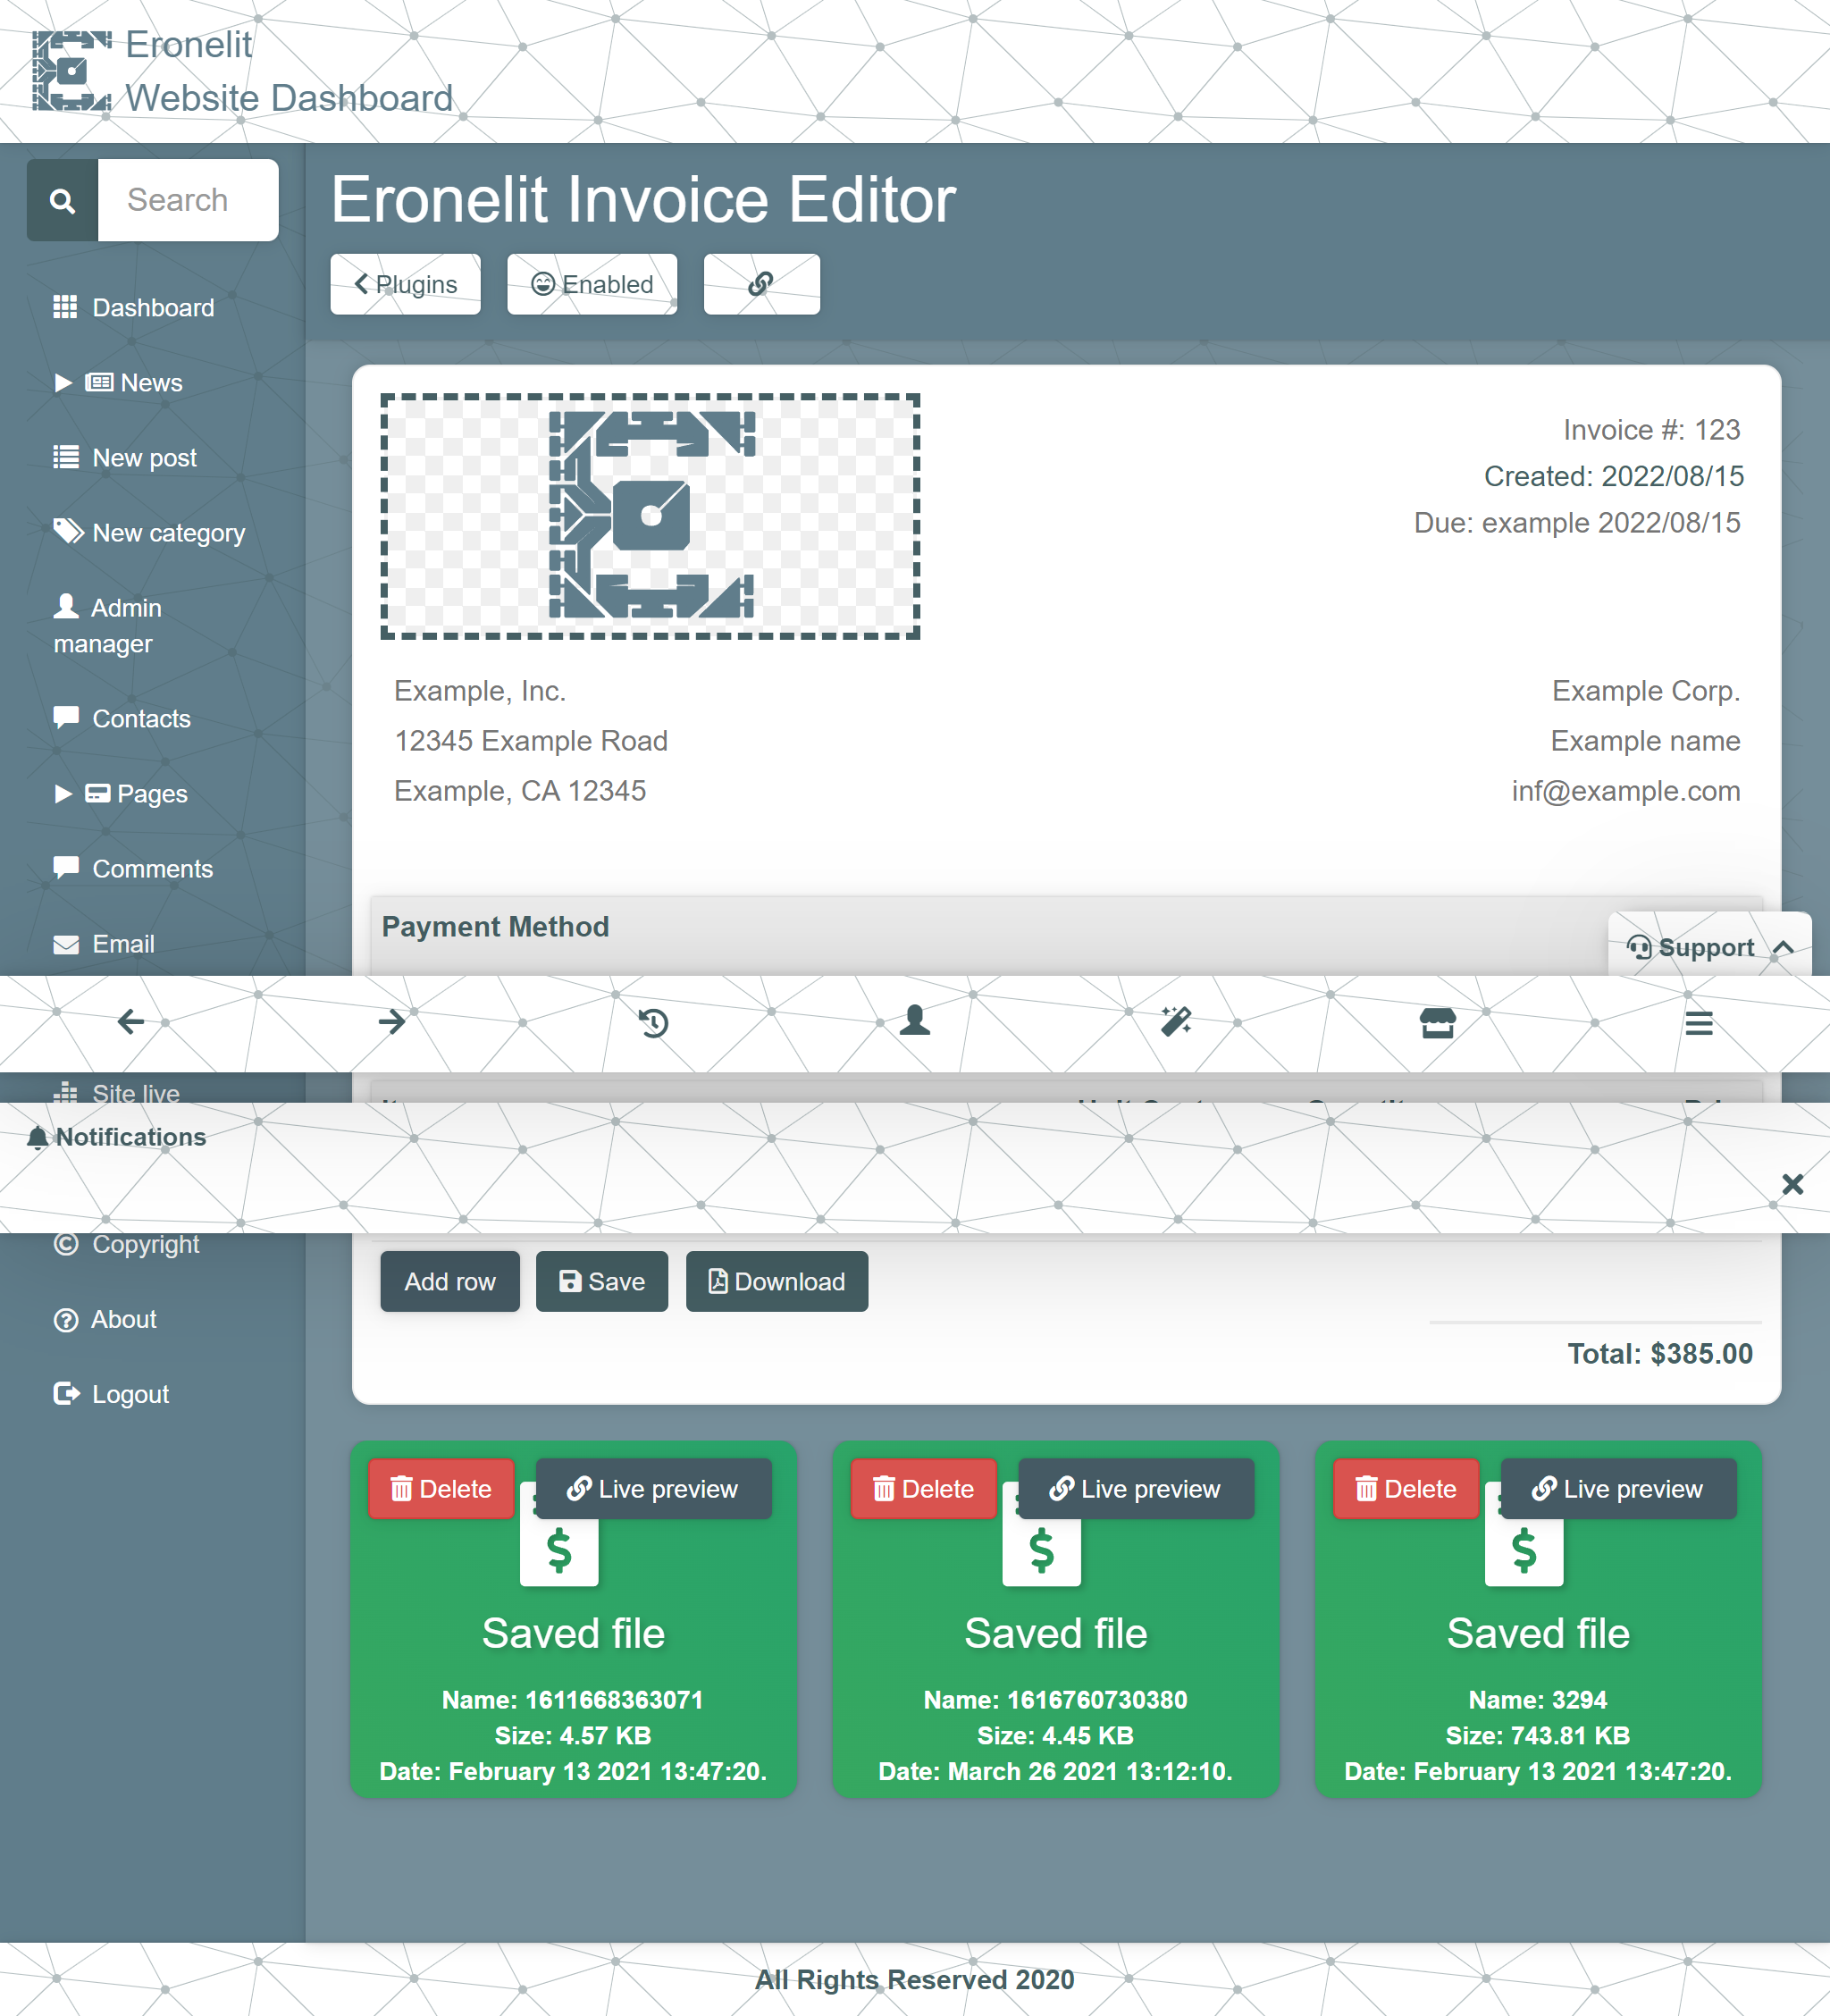 Eronelit
Website Dashboard
Search
Dashboard
News
New post
New category
Admin
manager
Contacts
Pages
Comments
Email
Site live
Copyright
About
Logout
Eronelit Invoice Editor
Plugins
Enabled
Invoice #: 123
Created: 2022/08/15
Due: example 2022/08/15
Example, Inc.
12345 Example Road
Example, CA 12345
Example Corp.
Example name
inf@example.com
Payment Method
Support
Notifications
Add row
Save
Download
Total: $385.00
Delete
Live preview
$
Saved file
Name: 1611668363071
Size: 4.57 KB
Date: February 13 2021 13:47:20.
Delete
Live preview
$
Saved file
Name: 1616760730380
Size: 4.45 KB
Date: March 26 2021 13:12:10.
Delete
Live preview
$
Saved file
Name: 3294
Size: 743.81 KB
Date: February 13 2021 13:47:20.
All Rights Reserved 2020